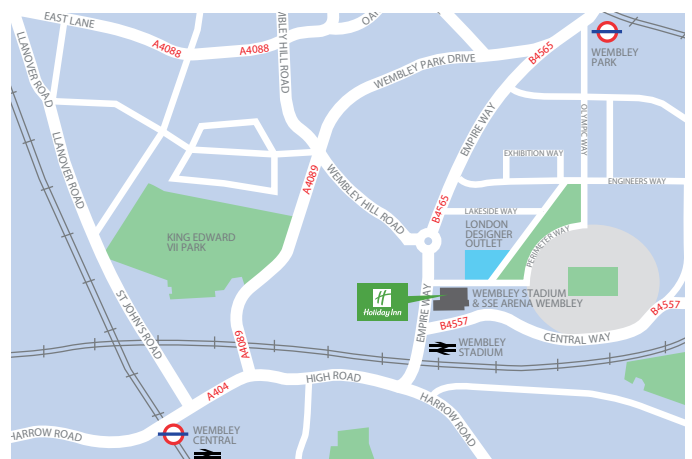 EAST LANE
A4088
A4088
MBLEY HILL ROAD
OA
LLANOVER ROAD
LLANOVER ROAD
WEMBLEY PARK DRIVE
B4565
WEMBLEY
PARK
EMPIRE WAY
OLYMPIC WAY
EXHIBITION WAY
ENGINEERS WAY
A4089
WEMBLEY HILL ROAD
B4565
LAKESIDE WAY
LONDON
DESIGNER
OUTLET
PERIMETER WAY
KING EDWARD
VII PARK
ST JOHN'S ROAD
H
Holiday Inn
WEMBLEY STADIUM
& SSE ARENA WEMBLEY
EMPIRE WAY
B4557
B4557
CENTRAL WAY
WEMBLEY
STADIUM
A4089
A404
HIGH ROAD
HARROW ROAD
HARROW ROAD
WEMBLEY
CENTRAL